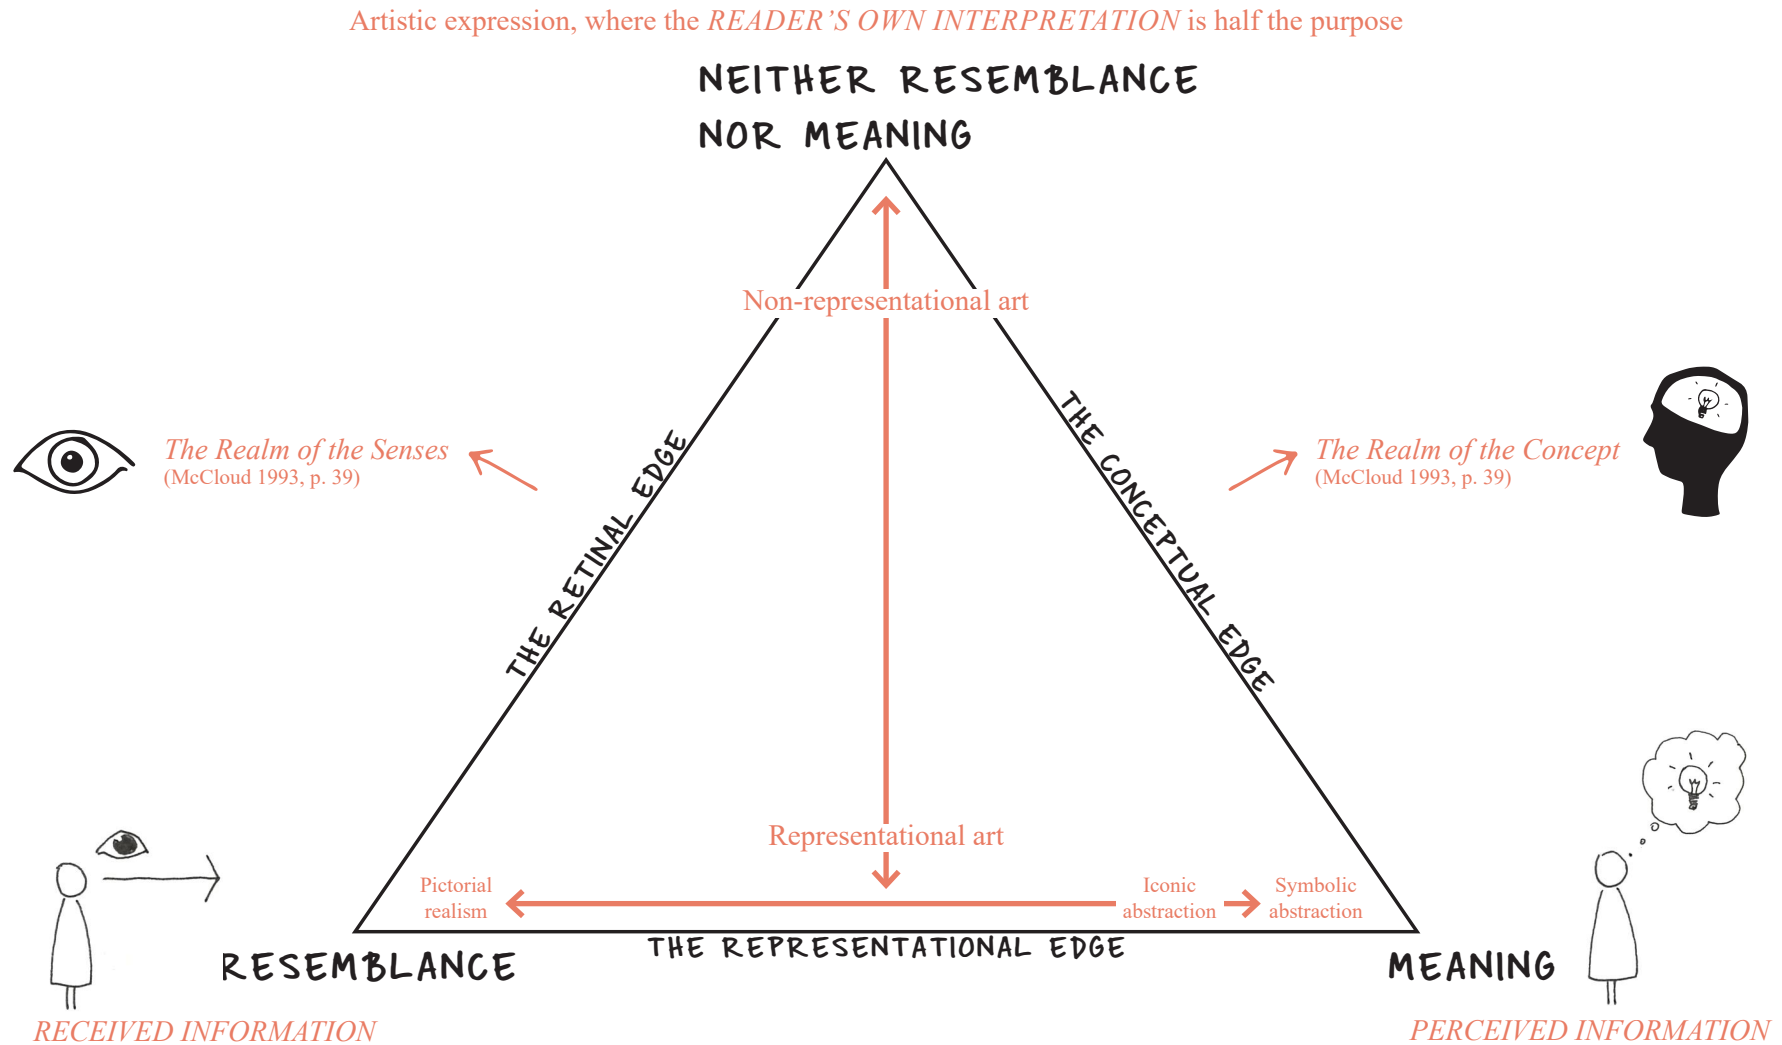 Artistic expression, where the READER’S OWN INTERPRETATION is half the purpose
NEITHER RESEMBLANCE
NOR MEANING
Non-representational art
THE RETINAL EDGE
THE CONCEPTUAL EDGE
The Realm of the Senses
(McCloud 1993, p. 39)
The Realm of the Concept
(McCloud 1993, p. 39)
Representational art
Pictorial
realism
Iconic
abstraction
Symbolic
abstraction
THE REPRESENTATIONAL EDGE
RESEMBLANCE
MEANING
RECEIVED INFORMATION
PERCEIVED INFORMATION